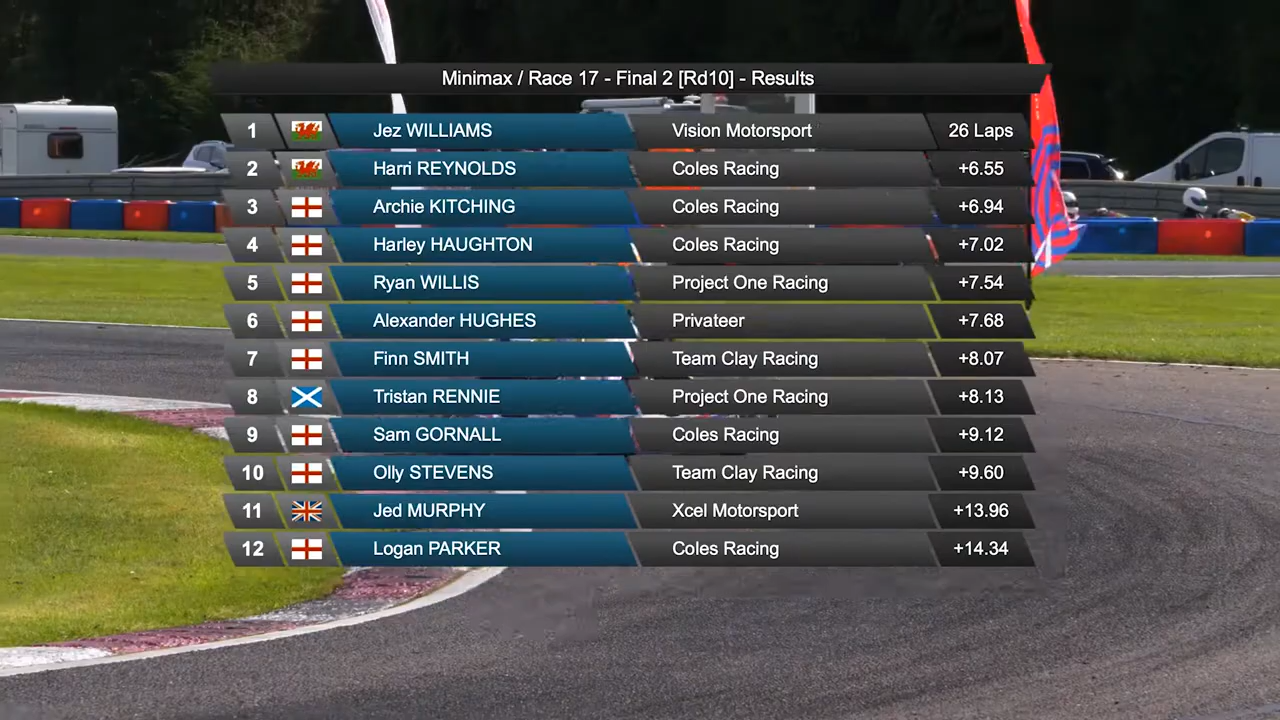 Minimax / Race 17 - Final 2 [Rd10] - Results
1 Jez WILLIAMS Vision Motorsport 26 Laps
2 Harri REYNOLDS Coles Racing +6.55
3 Archie KITCHING Coles Racing +6.94
4 Harley HAUGHTON Coles Racing +7.02
5 Ryan WILLIS Project One Racing +7.54
6 Alexander HUGHES Privateer +7.68
7 Finn SMITH Team Clay Racing +8.07
8 Tristan RENNIE Project One Racing +8.13
9 Sam GORNALL Coles Racing +9.12
10 Olly STEVENS Team Clay Racing +9.60
11 Jed MURPHY Xcel Motorsport +13.96
12 Logan PARKER Coles Racing +14.34